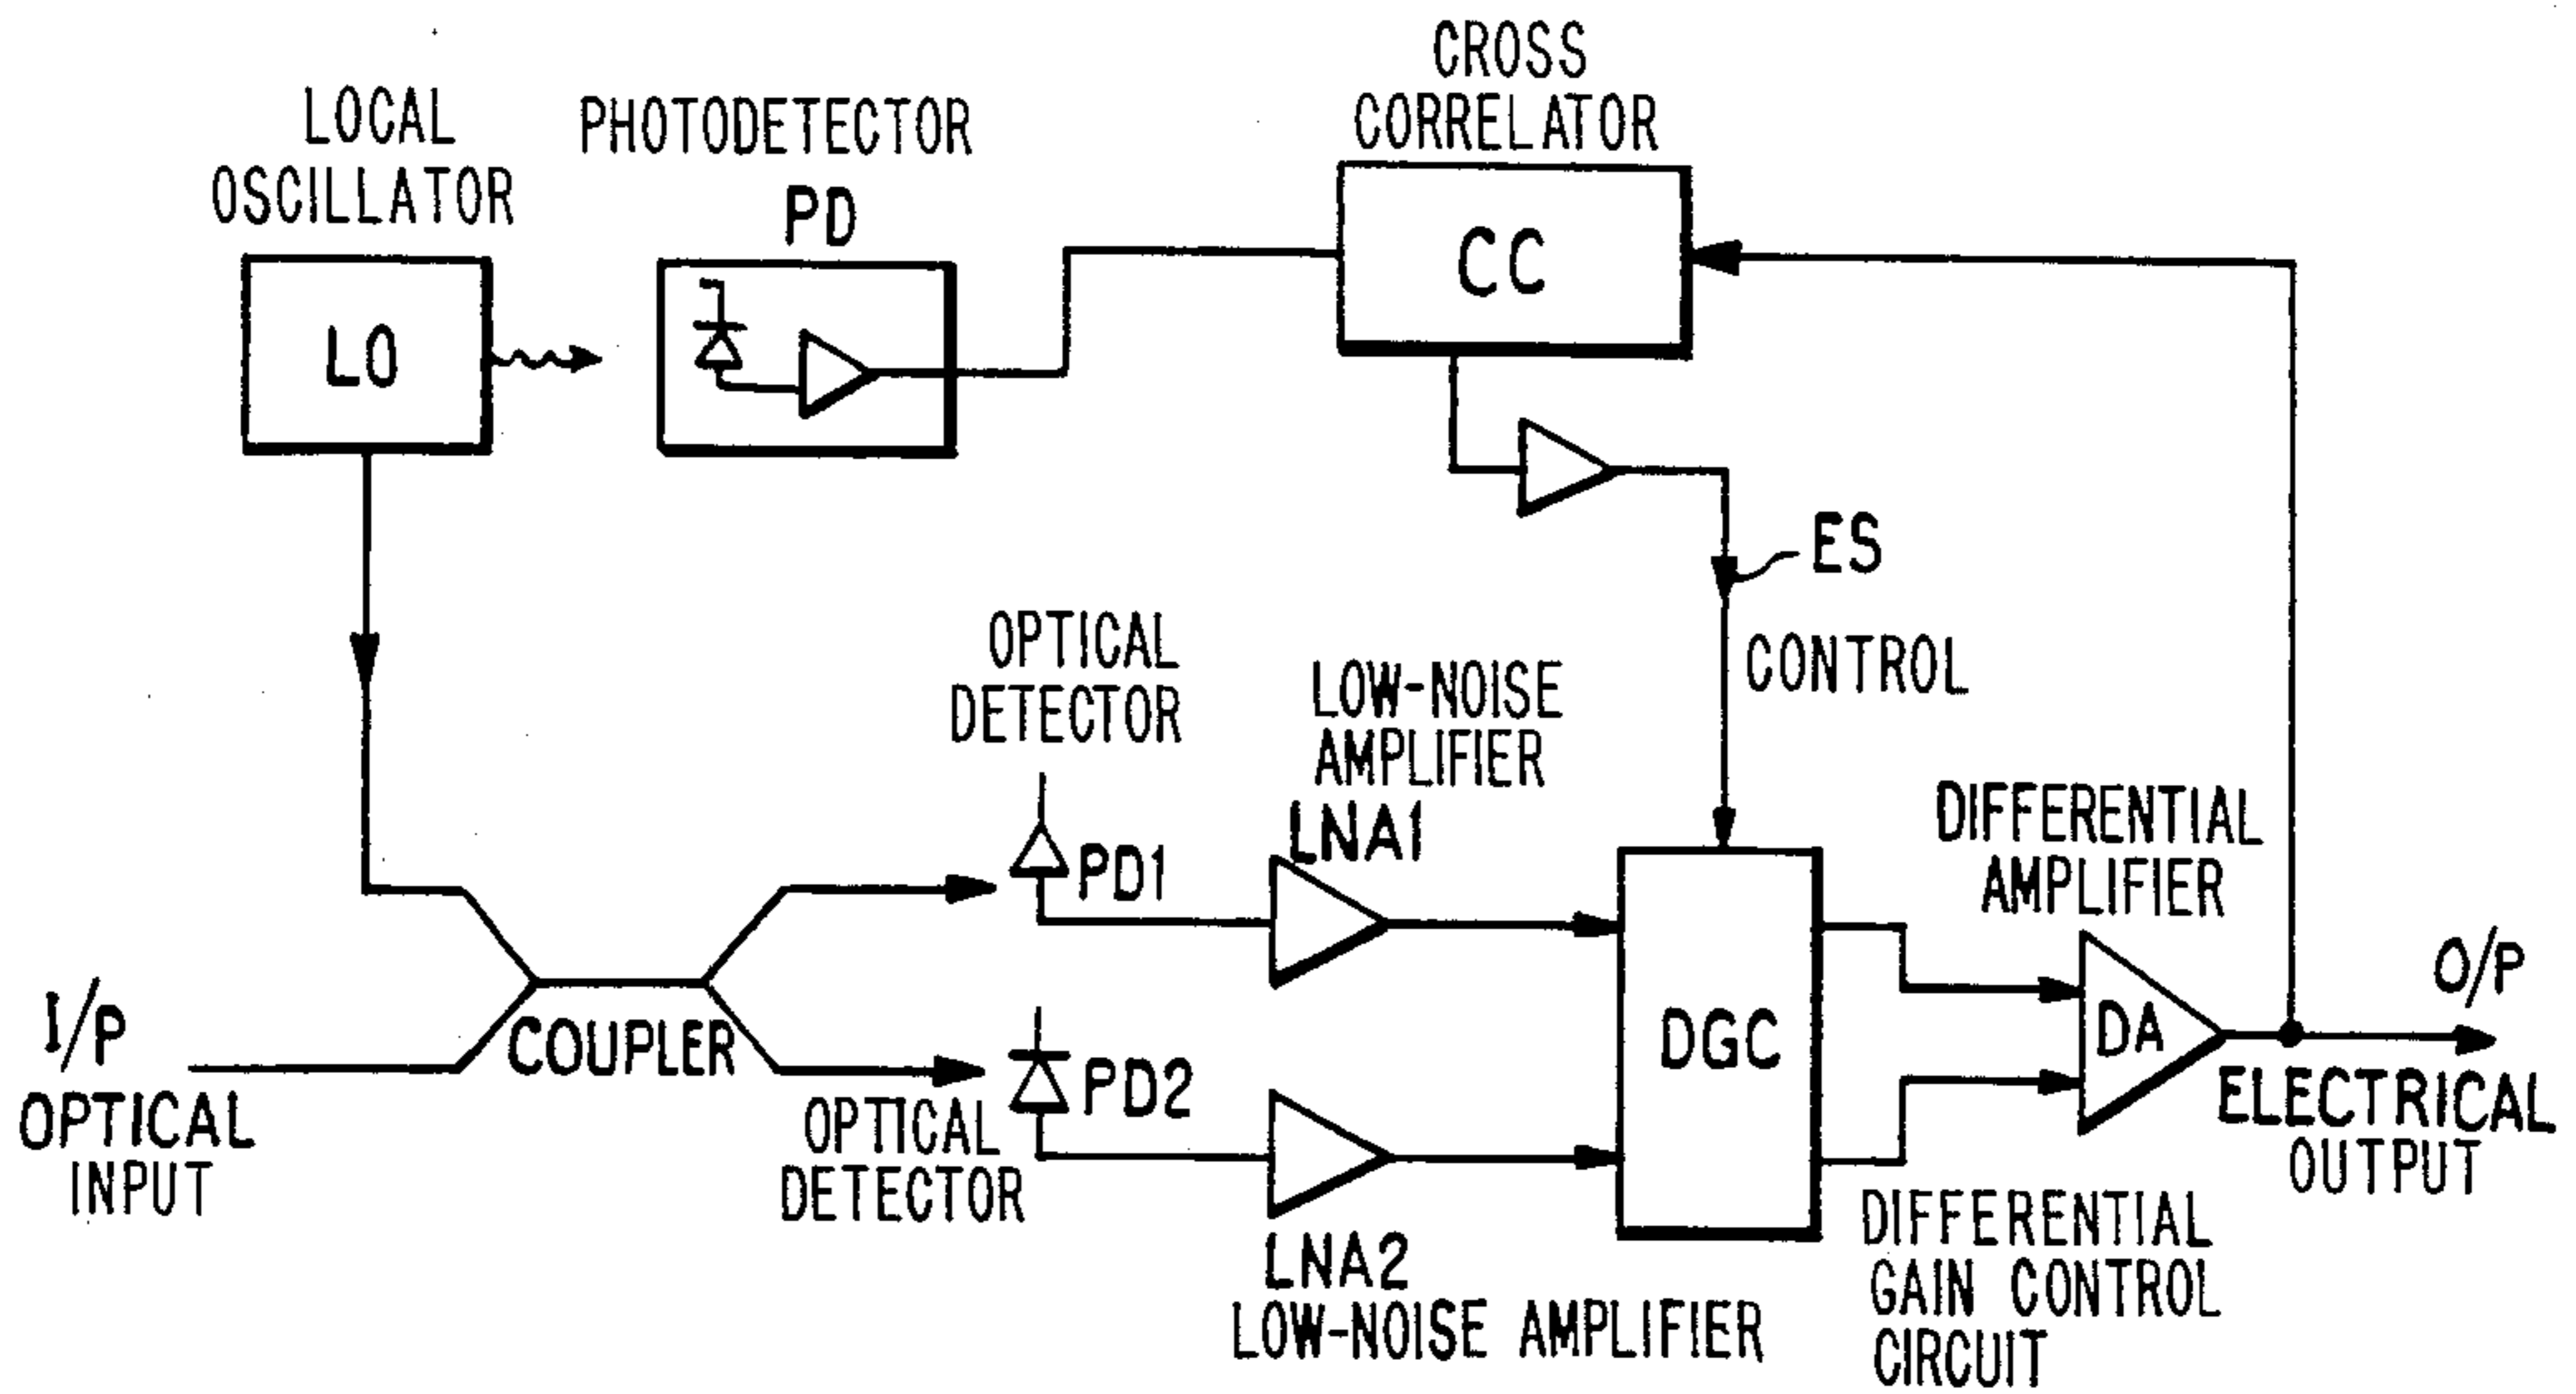 LOCAL
OSCILLATOR
LO
PHOTODETECTOR
PD
CROSS
CORRELATOR
CC
ES
CONTROL
OPTICAL
DETECTOR
PD1
LOW-NOISE
AMPLIFIER
LNA1
DIFFERENTIAL
AMPLIFIER
DA
O/P
ELECTRICAL
OUTPUT
I/P
OPTICAL
INPUT
COUPLER
OPTICAL
DETECTOR
PD2
LNA2
LOW-NOISE AMPLIFIER
DGC
DIFFERENTIAL
GAIN CONTROL
CIRCUIT